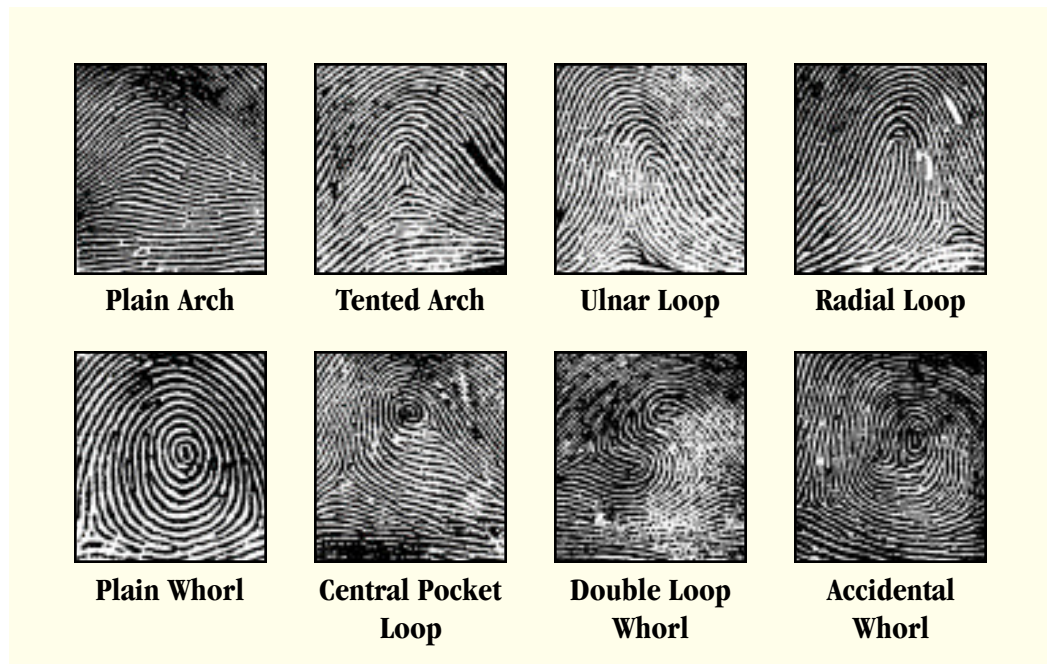 Plain Arch
Tented Arch
Ulnar Loop
Radial Loop
Plain Whorl
Central Pocket
Loop
Double Loop
Whorl
Accidental
Whorl